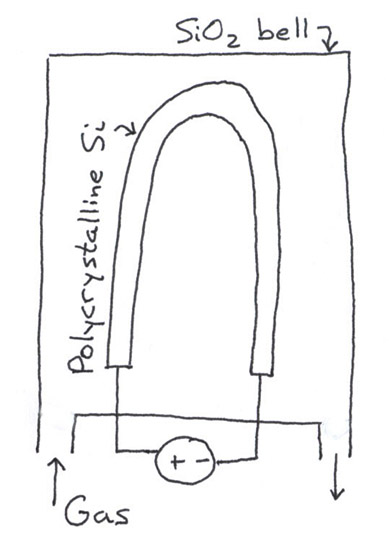 SiO₂ bell
Polycrystalline Si
+ -
Gas